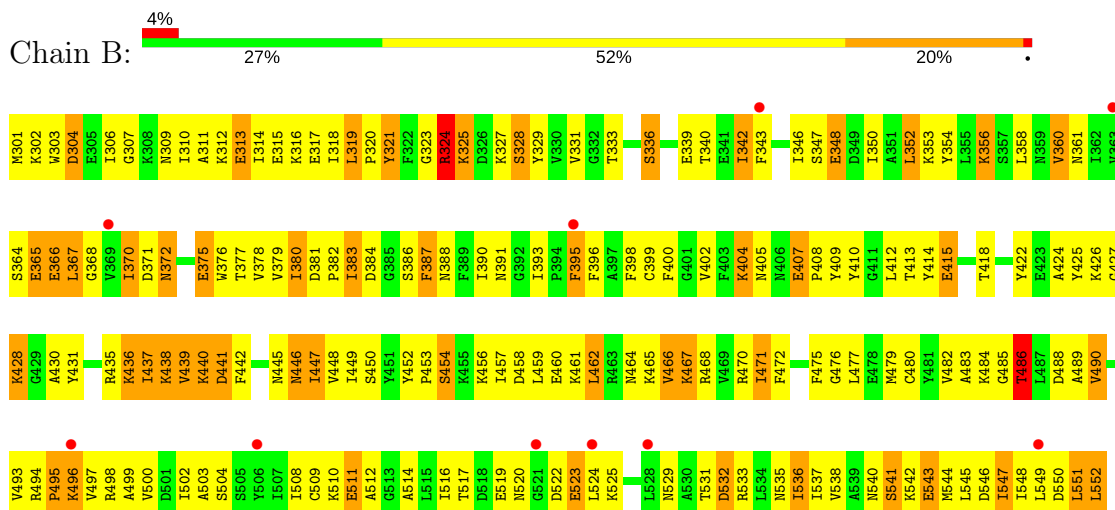 4%
Chain B:
27% 52% 20% •
M301 K302 W303 D304 E305 I306 G307 K308 N309 I310 A311 K312 E313 I314 E315 K316 E317 I318 L319 P320 Y321 F322 G323 R324 K325 D326 K327 S328 Y329 V330 V331 G332 T333 S336 E339 T340 E341 I342 F343 I346 S347 E348 D349 I350 A351 L352 K353 Y354 L355 K356 S357 L358 N359 V360 N361 I362
S364 E365 E366 L367 G368 V369 I370 D371 N372 E375 W376 T377 V378 V379 I380 D381 P382 I383 D384 G385 S386 F387 N388 F389 I390 N391 G392 I393 P394 F395 F396 A397 F398 C399 F400 G401 V402 F403 K404 N405 N406 E407 P408 Y409 Y410 G411 L412 T413 Y414 E415 T418 Y422 E423 A424 Y425 K426
K428 G429 A430 Y431 R435 K436 I437 K438 V439 K440 D441 F442 N445 N446 I447 V448 I449 S450 Y451 Y452 P453 S454 K455 K456 I457 D458 L459 E460 K461 L462 R463 N464 K465 V466 K467 R468 V469 R470 I471 F472 F475 G476 L477 E478 M479 C480 Y481 V482 A483 K484 G485 T486 L487 D488 A489 V490
V493 R494 P495 K496 V497 R498 A499 V500 D501 I502 A503 S504 S505 Y506 I507 I508 C509 K510 E511 A512 G513 A514 L515 I516 T517 D518 E519 N520 G521 D522 E523 L524 K525 L528 N529 A530 T531 D532 R533 L534 N535 I536 I537 V538 A539 N540 S541 K542 E543 M544 L545 D546 I547 I548 L549 D550 L551 L552